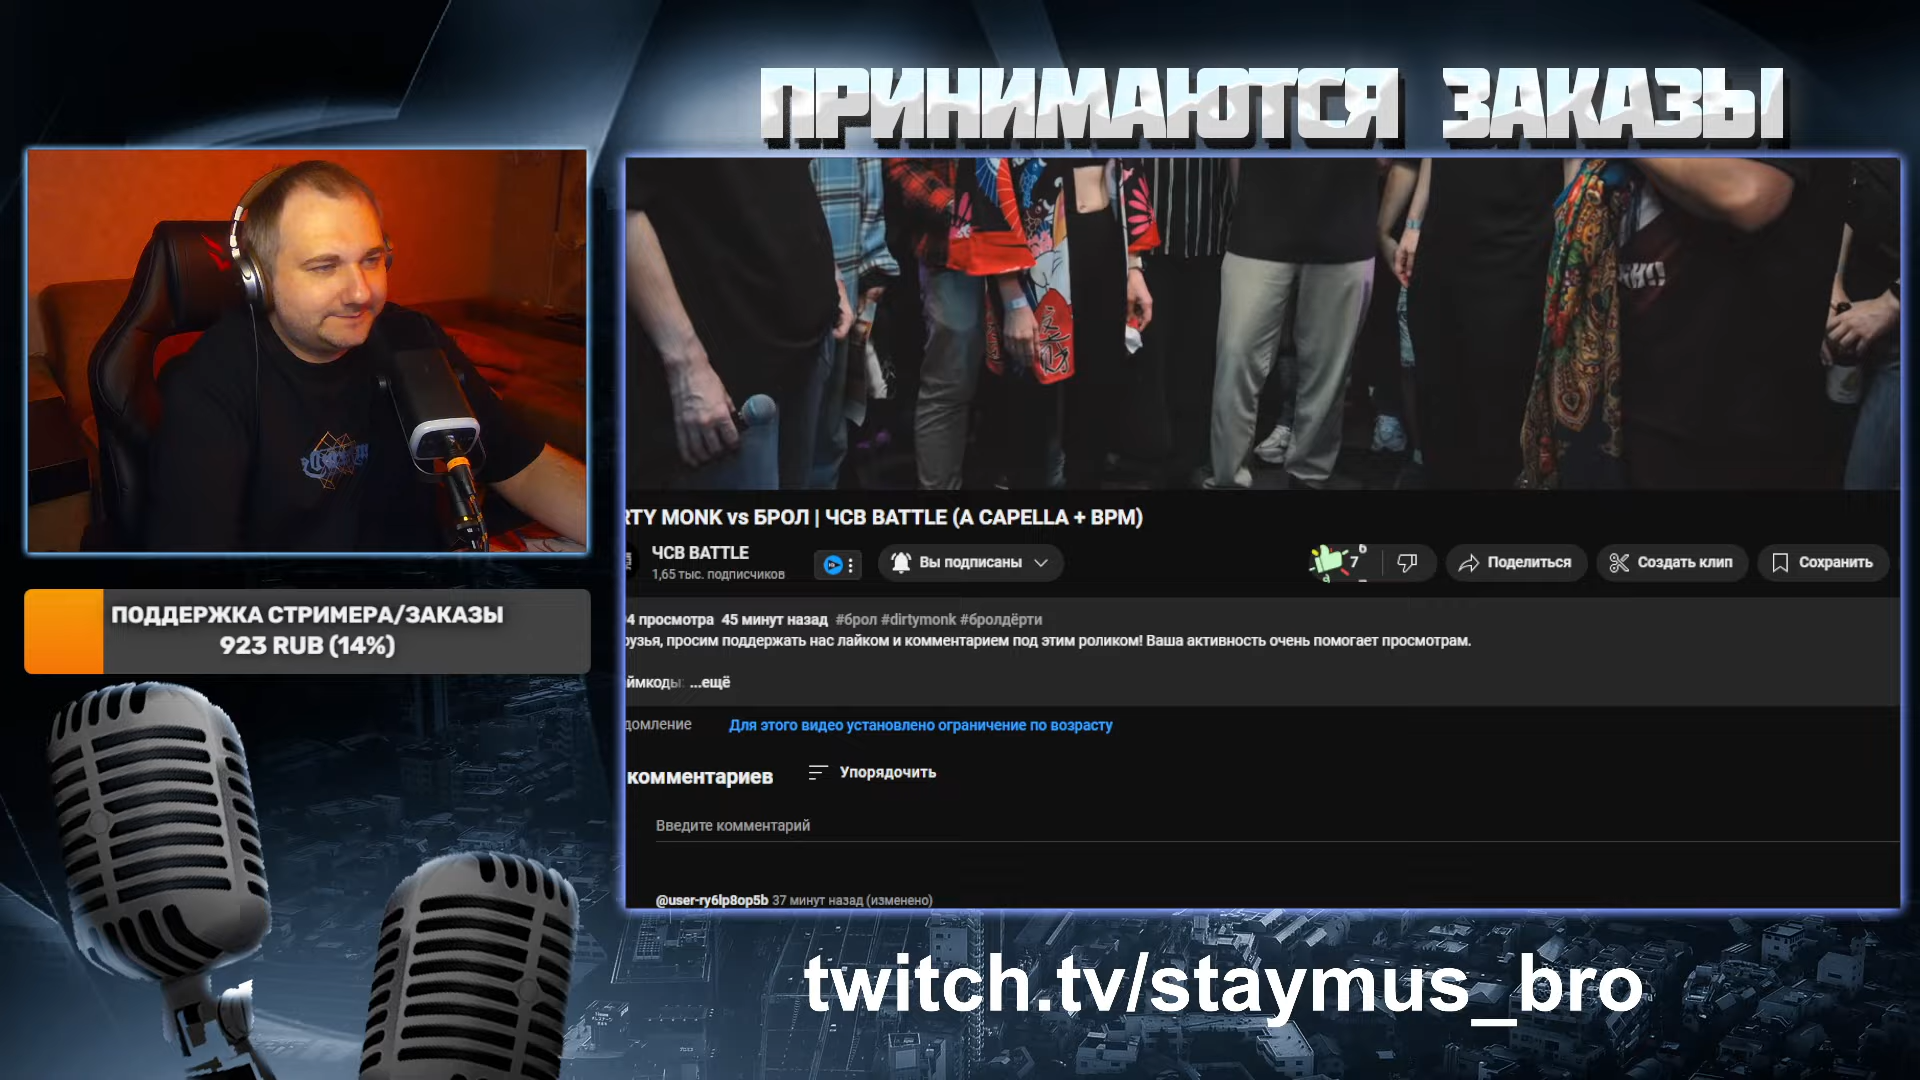 ПРИНИМАЮТСЯ ЗАКАЗЫ
ПОДДЕРЖКА СТРИМЕРА/ЗАКАЗЫ
923 RUB (14%)
RTY MONK vs БРОЛ | ЧСВ BATTLE (A CAPELLA + BPM)
ЧСВ BATTLE
1,65 тыс. подписчиков
Вы подписаны
7
Поделиться
Создать клип
Сохранить
4 просмотра 45 минут назад #брол #dirtymonk #бролдёрти
рузья, просим поддержать нас лайком и комментарием под этим роликом! Ваша активность очень помогает просмотрам.
ймкоды: ...ещё
домление Для этого видео установлено ограничение по возрасту
комментариев Упорядочить
Введите комментарий
@user-ry6lp8op5b 37 минут назад (изменено)
twitch.tv/staymus_bro